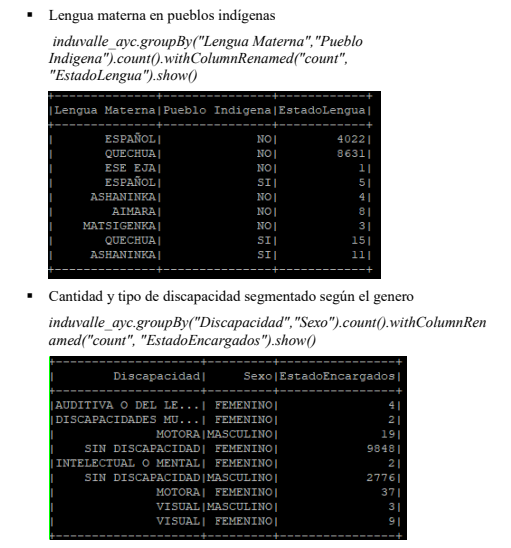 ▪ Lengua materna en pueblos indígenas
induvalle_ayc.groupBy("Lengua Materna","Pueblo
Indigena").count().withColumnRenamed("count",
"EstadoLengua").show()
+--------------+---------------+------------+
|Lengua Materna|Pueblo Indigena|EstadoLengua|
+--------------+---------------+------------+
| ESPAÑOL| NO| 4022|
| QUECHUA| NO| 8631|
| ESE EJA| NO| 1|
| ESPAÑOL| SI| 5|
| ASHANINKA| NO| 4|
| AIMARA| NO| 8|
| MATSIGENKA| NO| 3|
| QUECHUA| SI| 15|
| ASHANINKA| SI| 11|
+--------------+---------------+------------+
▪ Cantidad y tipo de discapacidad segmentado según el genero
induvalle_ayc.groupBy("Discapacidad","Sexo").count().withColumnRen
amed("count", "EstadoEncargados").show()
+--------------------+---------+----------------+
| Discapacidad| Sexo|EstadoEncargados|
+--------------------+---------+----------------+
|AUDITIVA O DEL LE...| FEMENINO| 4|
|DISCAPACIDADES MU...| FEMENINO| 2|
| MOTORA|MASCULINO| 19|
| SIN DISCAPACIDAD| FEMENINO| 9848|
|INTELECTUAL O MENTAL| FEMENINO| 2|
| SIN DISCAPACIDAD|MASCULINO| 2776|
| MOTORA| FEMENINO| 37|
| VISUAL|MASCULINO| 3|
| VISUAL| FEMENINO| 9|
+--------------------+---------+----------------+